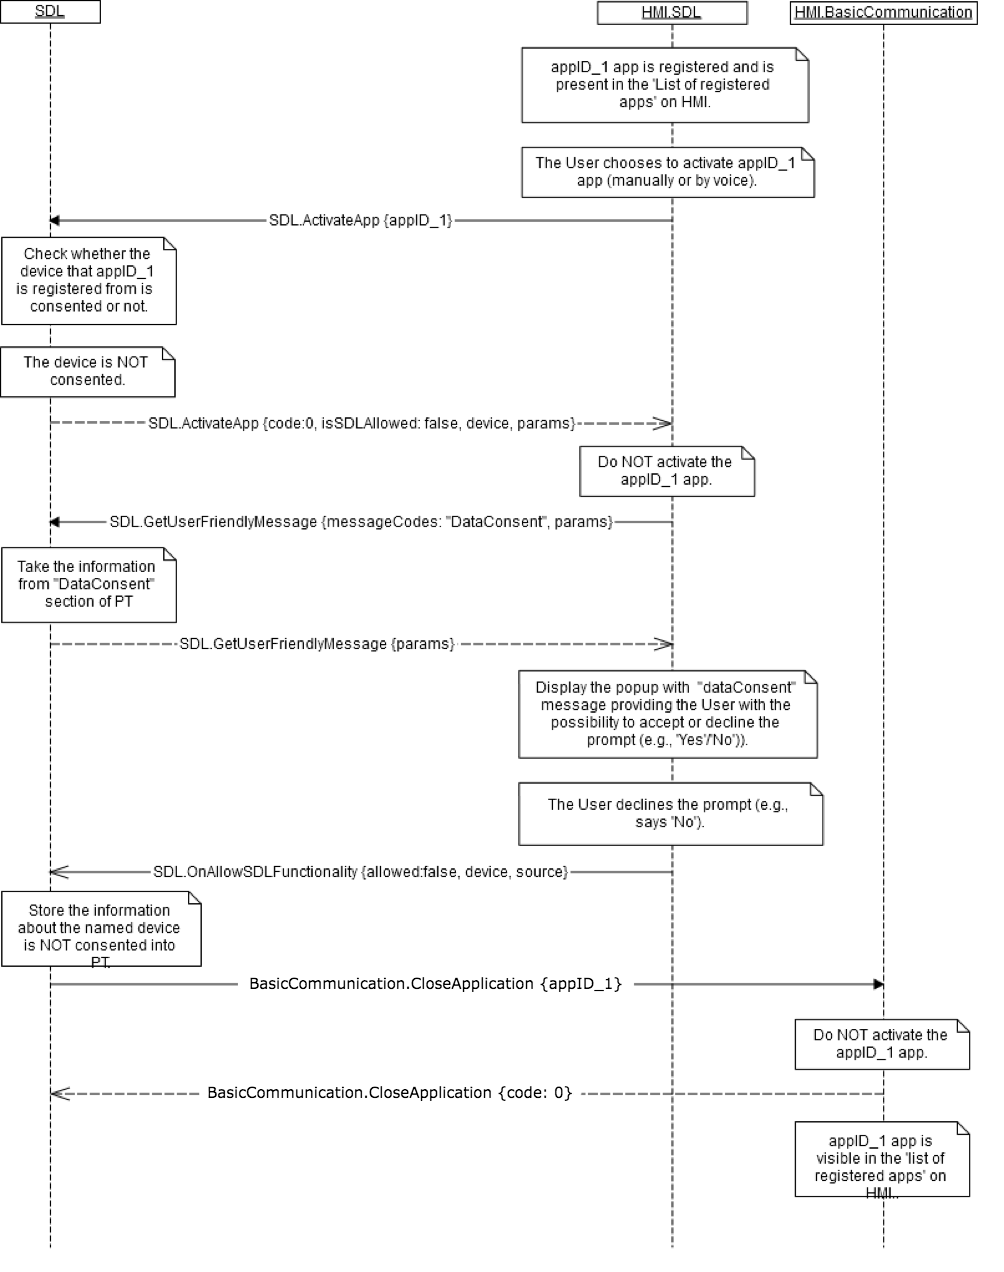 SDL
HMI.SDL
HMI.BasicCommunication
appID_1 app is registered and is
present in the 'List of registered
apps' on HMI.
The User chooses to activate appID_1
app (manually or by voice).
SDL.ActivateApp {appID_1}
Check whether the
device that appID_1
is registered from is
consented or not.
The device is NOT
consented.
SDL.ActivateApp {code:0, isSDLAllowed: false, device, params}
Do NOT activate the
appID_1 app.
SDL.GetUserFriendlyMessage {messageCodes: "DataConsent", params}
Take the information
from "DataConsent"
section of PT
SDL.GetUserFriendlyMessage {params}
Display the popup with "dataConsent"
message providing the User with the
possibility to accept or decline the
prompt (e.g., 'Yes'/'No')).
The User declines the prompt (e.g.,
says 'No').
SDL.OnAllowSDLFunctionality {allowed:false, device, source}
Store the information
about the named device
is NOT consented into
PT.
BasicCommunication.CloseApplication {appID_1}
Do NOT activate the
appID_1 app.
BasicCommunication.CloseApplication {code: 0}
appID_1 app is
visible in the 'list of
registered apps' on
HMI..